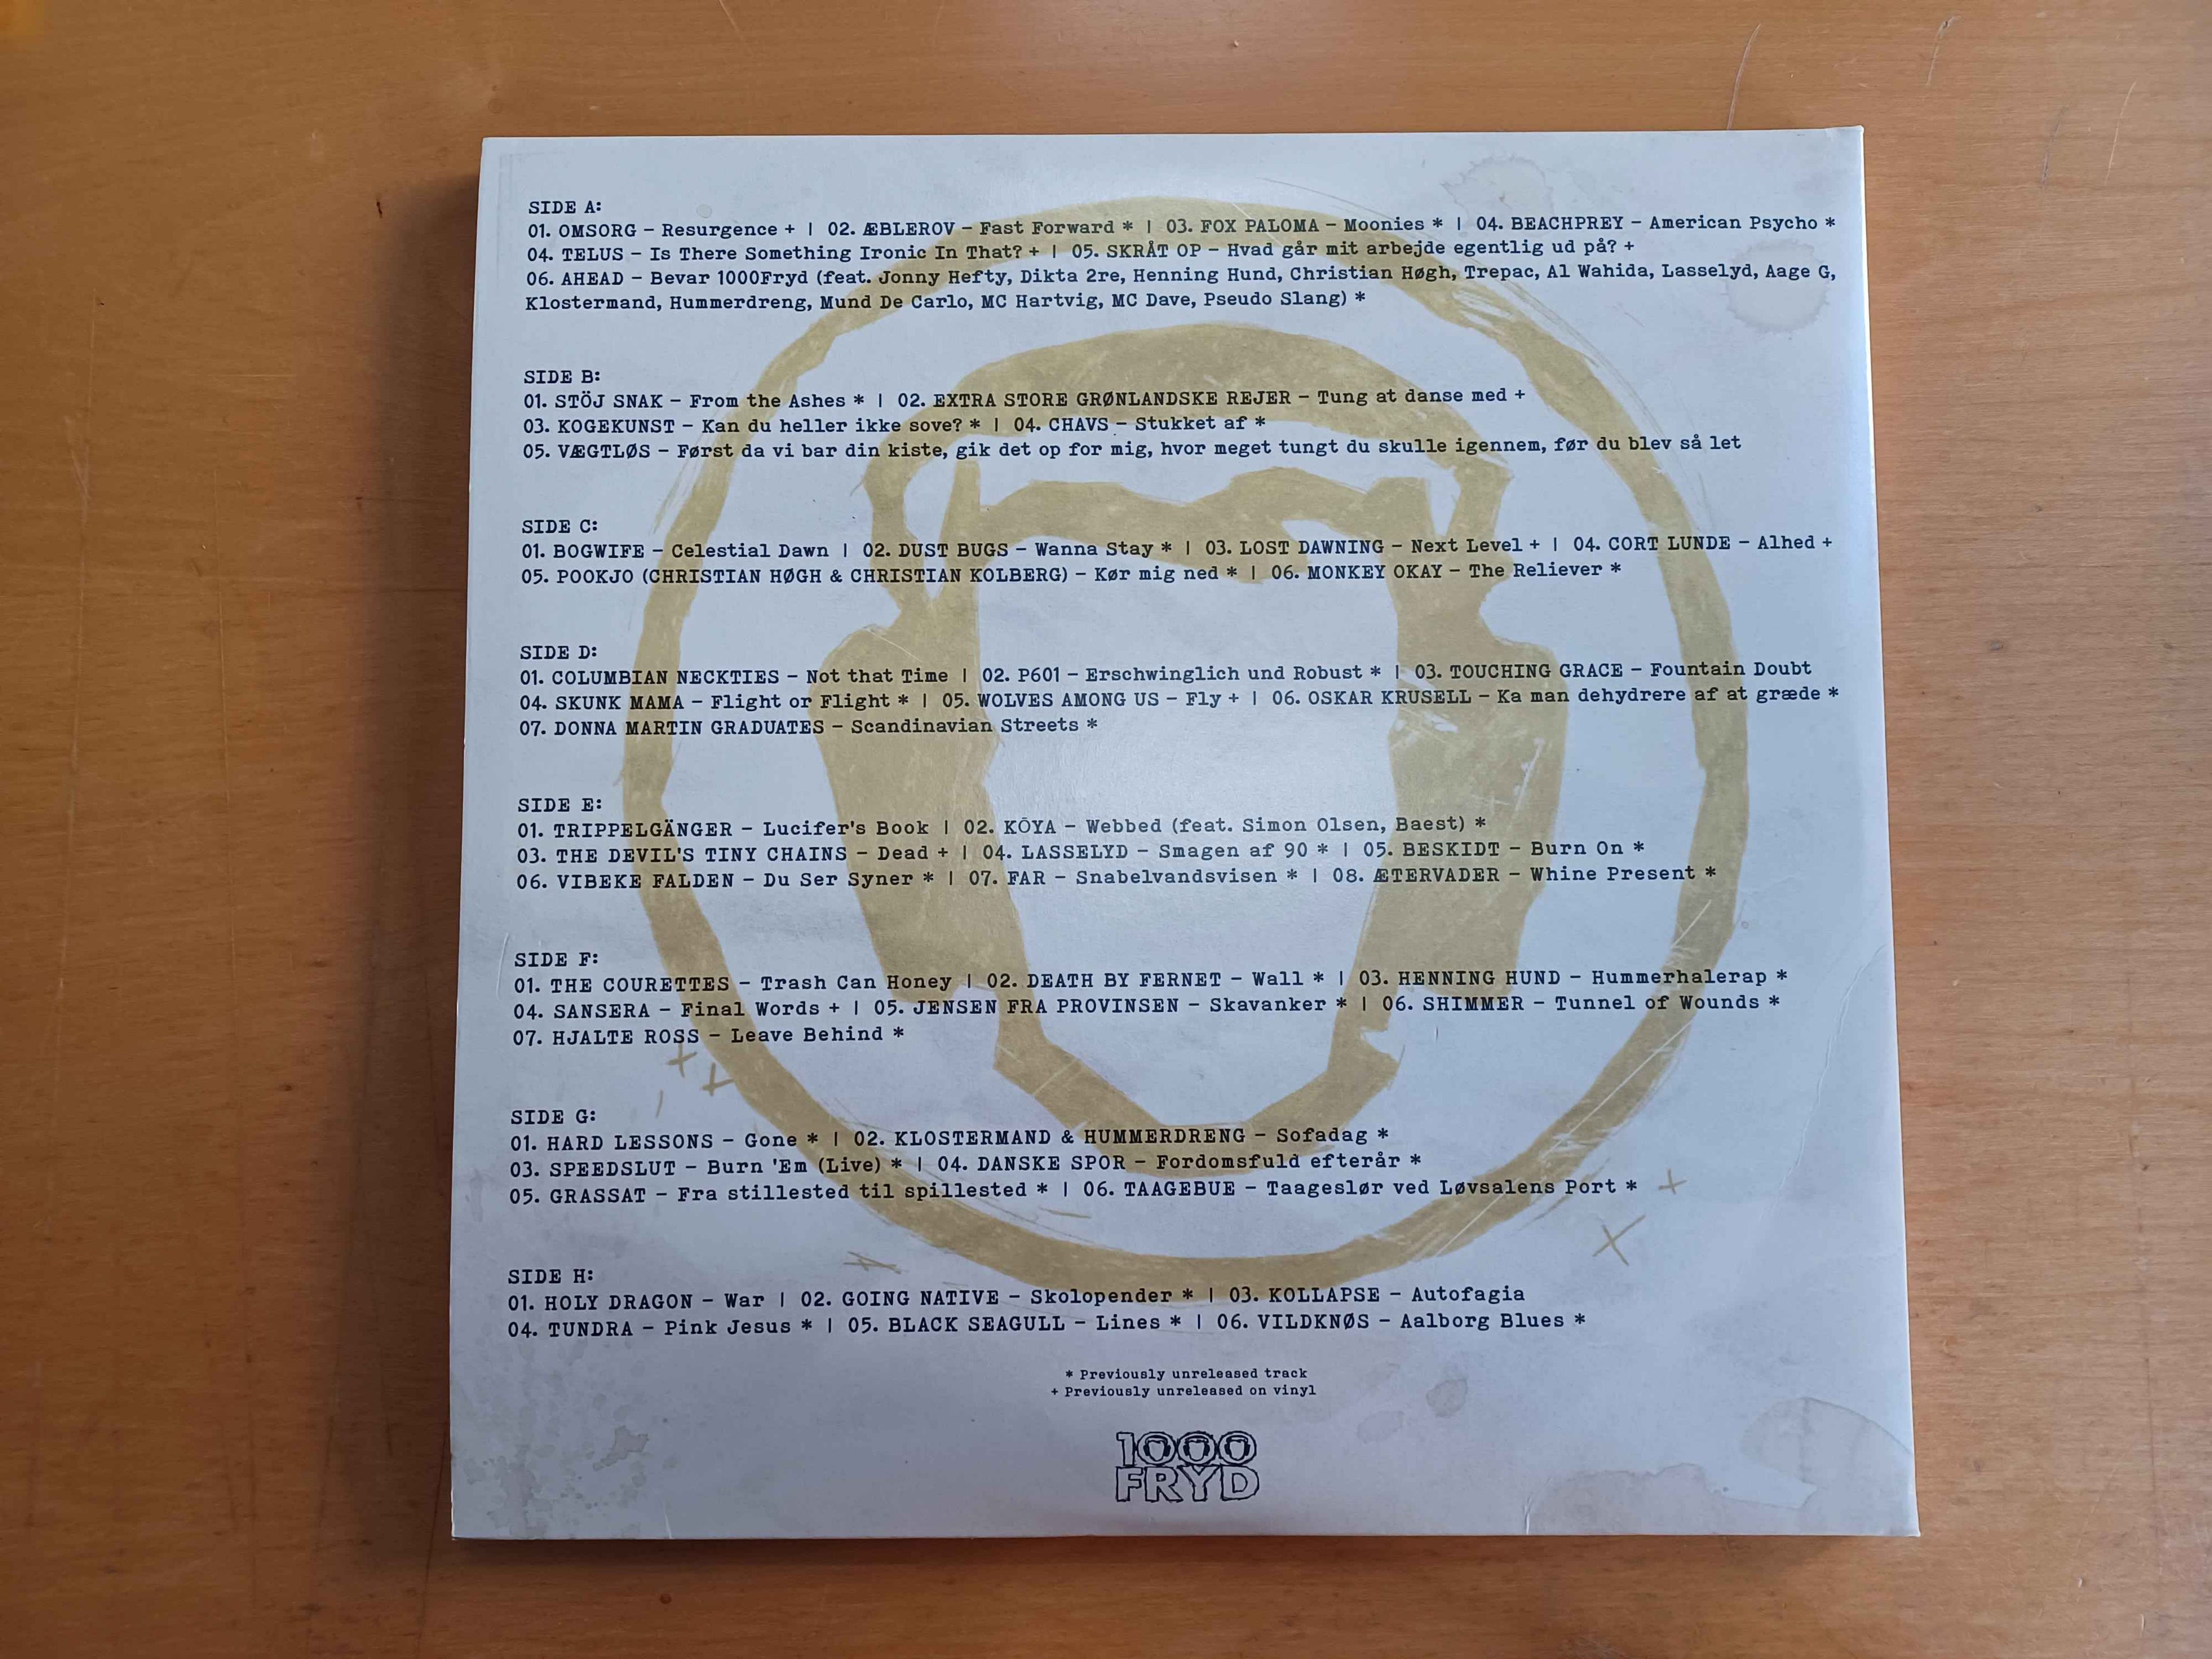 SIDE A:
01. OMSORG – Resurgence + | 02. ÆBLEROV – Fast Forward * | 03. FOX PALOMA – Moonies * | 04. BEACHPREY – American Psycho *
04. TELUS – Is There Something Ironic In That? + | 05. SKRÅT OP – Hvad går mit arbejde egentlig ud på? +
06. AHEAD – Bevar 1000Fryd (feat. Jonny Hefty, Dikta 2re, Henning Hund, Christian Høgh, Trepac, Al Wahida, Lasselyd, Aage G,
Klostermand, Hummerdreng, Mund De Carlo, MC Hartvig, MC Dave, Pseudo Slang) *
SIDE B:
01. STÖJ SNAK – From the Ashes * | 02. EXTRA STORE GRØNLANDSKE REJER – Tung at danse med +
03. KOGEKUNST – Kan du heller ikke sove? * | 04. CHAVS – Stukket af *
05. VÆGTLØS – Først da vi bar din kiste, gik det op for mig, hvor meget tungt du skulle igennem, før du blev så let
SIDE C:
01. BOGWIFE – Celestial Dawn | 02. DUST BUGS – Wanna Stay * | 03. LOST DAWNING – Next Level + | 04. CORT LUNDE – Alhed +
05. POOKJO (CHRISTIAN HØGH & CHRISTIAN KOLBERG) – Kør mig ned * | 06. MONKEY OKAY – The Reliever *
SIDE D:
01. COLUMBIAN NECKTIES – Not that Time | 02. P601 – Erschwinglich und Robust * | 03. TOUCHING GRACE – Fountain Doubt
04. SKUNK MAMA – Flight or Flight * | 05. WOLVES AMONG US – Fly + | 06. OSKAR KRUSELL – Ka man dehydrere af at græde *
07. DONNA MARTIN GRADUATES – Scandinavian Streets *
SIDE E:
01. TRIPPELGÄNGER – Lucifer's Book | 02. KŌYA – Webbed (feat. Simon Olsen, Baest) *
03. THE DEVIL'S TINY CHAINS – Dead + | 04. LASSELYD – Smagen af 90 * | 05. BESKIDT – Burn On *
06. VIBEKE FALDEN – Du Ser Syner * | 07. FAR – Snabelvandsvisen * | 08. ÆTERVADER – Whine Present *
SIDE F:
01. THE COURETTES – Trash Can Honey | 02. DEATH BY FERNET – Wall * | 03. HENNING HUND – Hummerhalerap *
04. SANSERA – Final Words + | 05. JENSEN FRA PROVINSEN – Skavanker * | 06. SHIMMER – Tunnel of Wounds *
07. HJALTE ROSS – Leave Behind *
SIDE G:
01. HARD LESSONS – Gone * | 02. KLOSTERMAND & HUMMERDRENG – Sofadag *
03. SPEEDSLUT – Burn 'Em (Live) * | 04. DANSKE SPOR – Fordomsfuld efterår *
05. GRASSAT – Fra stillested til spillested * | 06. TAAGEBUE – Taageslør ved Løvsalens Port *
SIDE H:
01. HOLY DRAGON – War | 02. GOING NATIVE – Skolopender * | 03. KOLLAPSE – Autofagia
04. TUNDRA – Pink Jesus * | 05. BLACK SEAGULL – Lines * | 06. VILDKNØS – Aalborg Blues *
* Previously unreleased track
+ Previously unreleased on vinyl
1000
FRYD